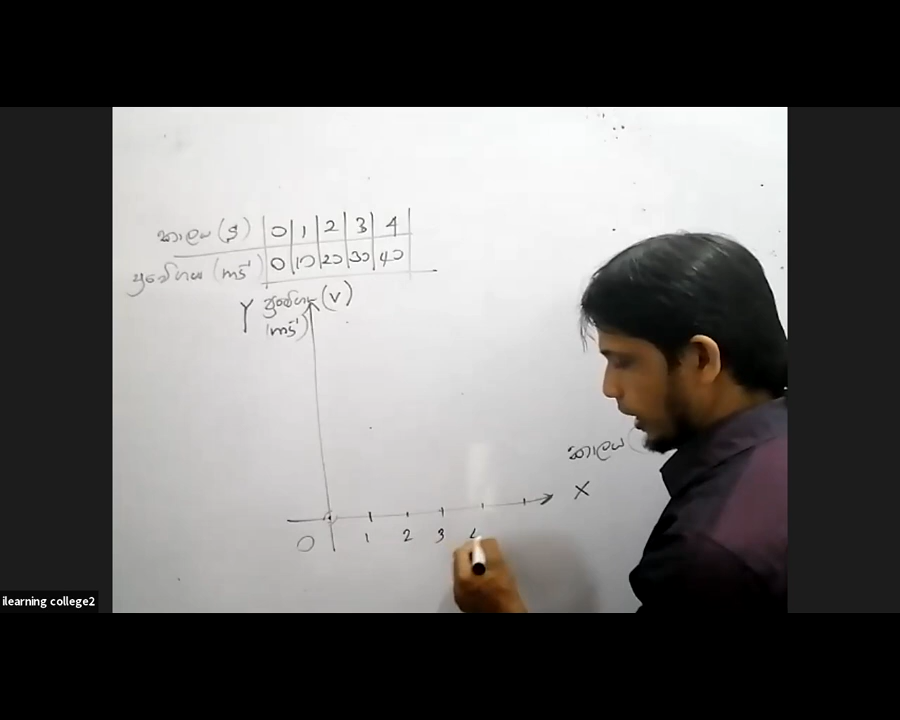 කාලය (s) 0 1 2 3 4
ප්‍රවේගය (ms⁻¹) 0 10 20 30 40
Y ප්‍රවේගය (v)
(ms⁻¹)
කාලය (
X
0 1 2 3 4
ilearning college2